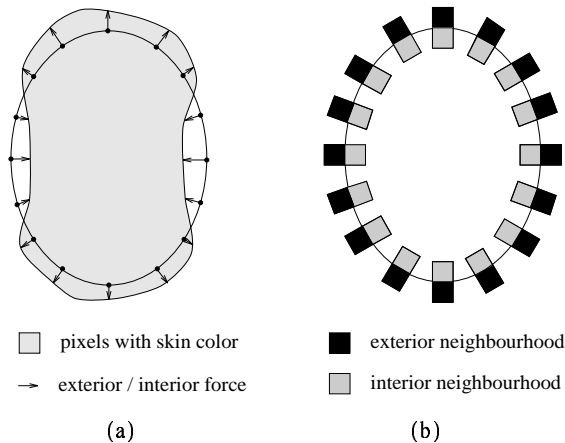 pixels with skin color
exterior / interior force
(a)
exterior neighbourhood
interior neighbourhood
(b)